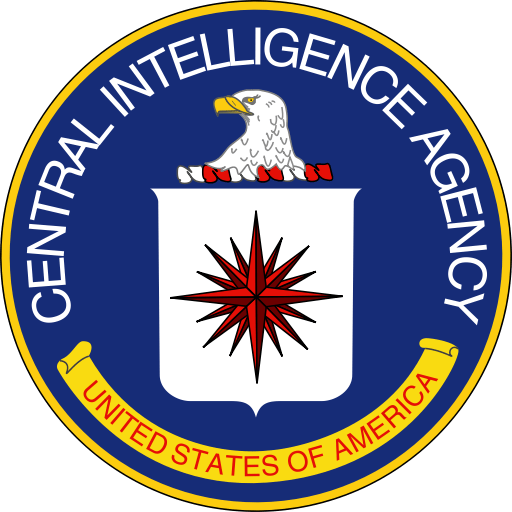 CENTRAL INTELLIGENCE AGENCY
UNITED STATES OF AMERICA